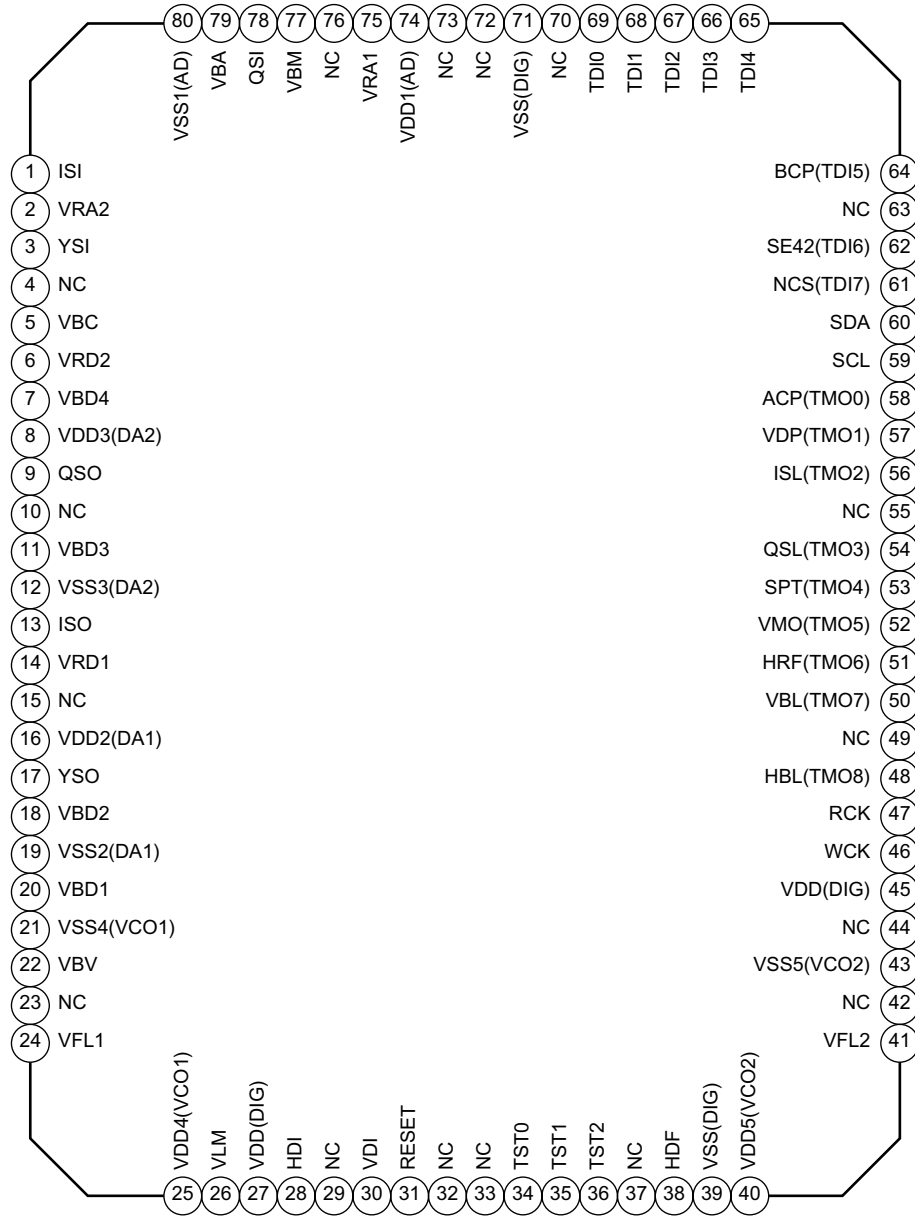 80 79 78 77 76 75 74 73 72 71 70 69 68 67 66 65
VSS1(AD)
VBA
QSI
VBM
NC
VRA1
VDD1(AD)
NC
NC
VSS(DIG)
NC
TDI0
TDI1
TDI2
TDI3
TDI4
1 ISI
2 VRA2
3 YSI
4 NC
5 VBC
6 VRD2
7 VBD4
8 VDD3(DA2)
9 QSO
10 NC
11 VBD3
12 VSS3(DA2)
13 ISO
14 VRD1
15 NC
16 VDD2(DA1)
17 YSO
18 VBD2
19 VSS2(DA1)
20 VBD1
21 VSS4(VCO1)
22 VBV
23 NC
24 VFL1
BCP(TDI5) 64
NC 63
SE42(TDI6) 62
NCS(TDI7) 61
SDA 60
SCL 59
ACP(TMO0) 58
VDP(TMO1) 57
ISL(TMO2) 56
NC 55
QSL(TMO3) 54
SPT(TMO4) 53
VMO(TMO5) 52
HRF(TMO6) 51
VBL(TMO7) 50
NC 49
HBL(TMO8) 48
RCK 47
WCK 46
VDD(DIG) 45
NC 44
VSS5(VCO2) 43
NC 42
VFL2 41
VDD4(VCO1)
VLM
VDD(DIG)
HDI
NC
VDI
RESET
NC
NC
TST0
TST1
TST2
NC
HDF
VSS(DIG)
VDD5(VCO2)
25 26 27 28 29 30 31 32 33 34 35 36 37 38 39 40